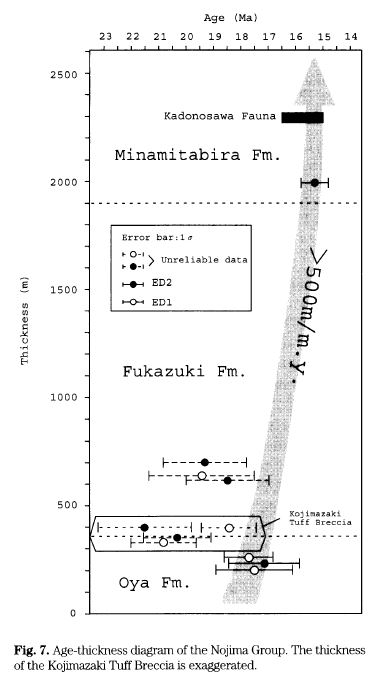 Age (Ma)
23 22 21 20 19 18 17 16 15 14
2500
Kadonosawa Fauna
Minamitabira Fm.
2000
Error bar:1σ
Unreliable data
ED2
ED1
1500
>500m/m.y.
Thickness (m)
Fukazuki Fm.
1000
500
Kojimazaki
Tuff Breccia
Oya Fm.
0
Fig. 7. Age-thickness diagram of the Nojima Group. The thickness
of the Kojimazaki Tuff Breccia is exaggerated.